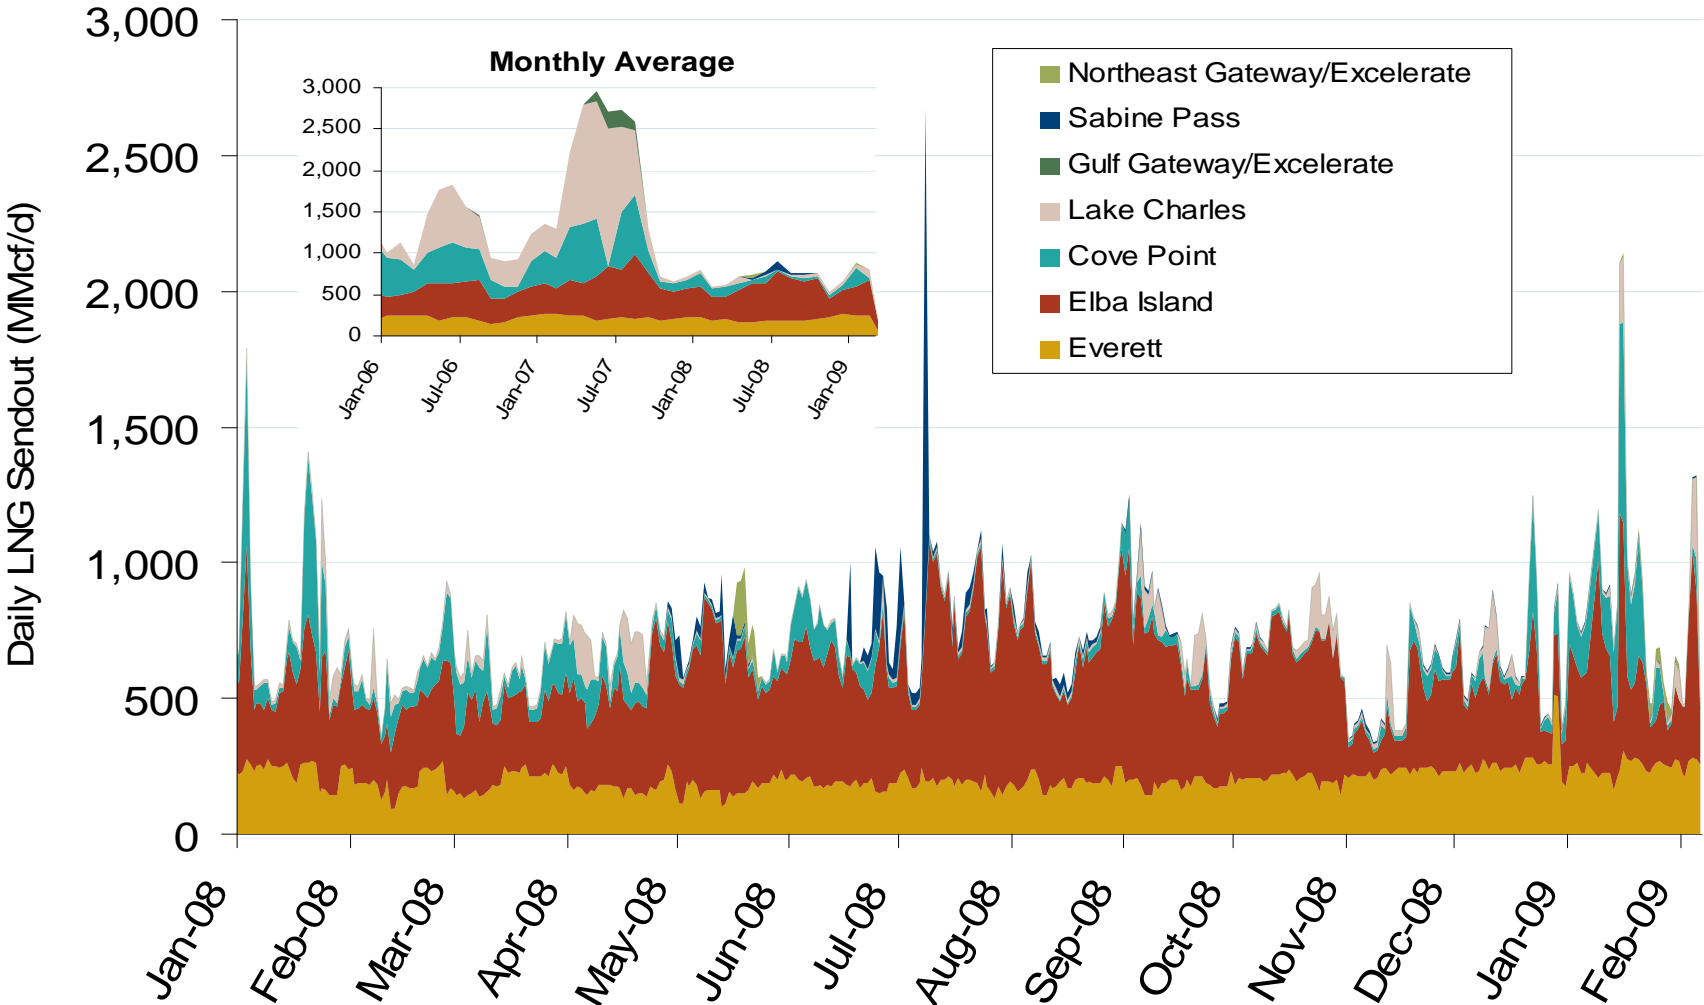 Daily LNG Sendout (MMcf/d)
3,000
2,500
2,000
1,500
1,000
500
0
Jan-08
Feb-08
Mar-08
Apr-08
May-08
Jun-08
Jul-08
Aug-08
Sep-08
Oct-08
Nov-08
Dec-08
Jan-09
Feb-09
Monthly Average
3,000
2,500
2,000
1,500
1,000
500
0
Jan-06
Jul-06
Jan-07
Jul-07
Jan-08
Jul-08
Jan-09
Northeast Gateway/Excelerate
Sabine Pass
Gulf Gateway/Excelerate
Lake Charles
Cove Point
Elba Island
Everett